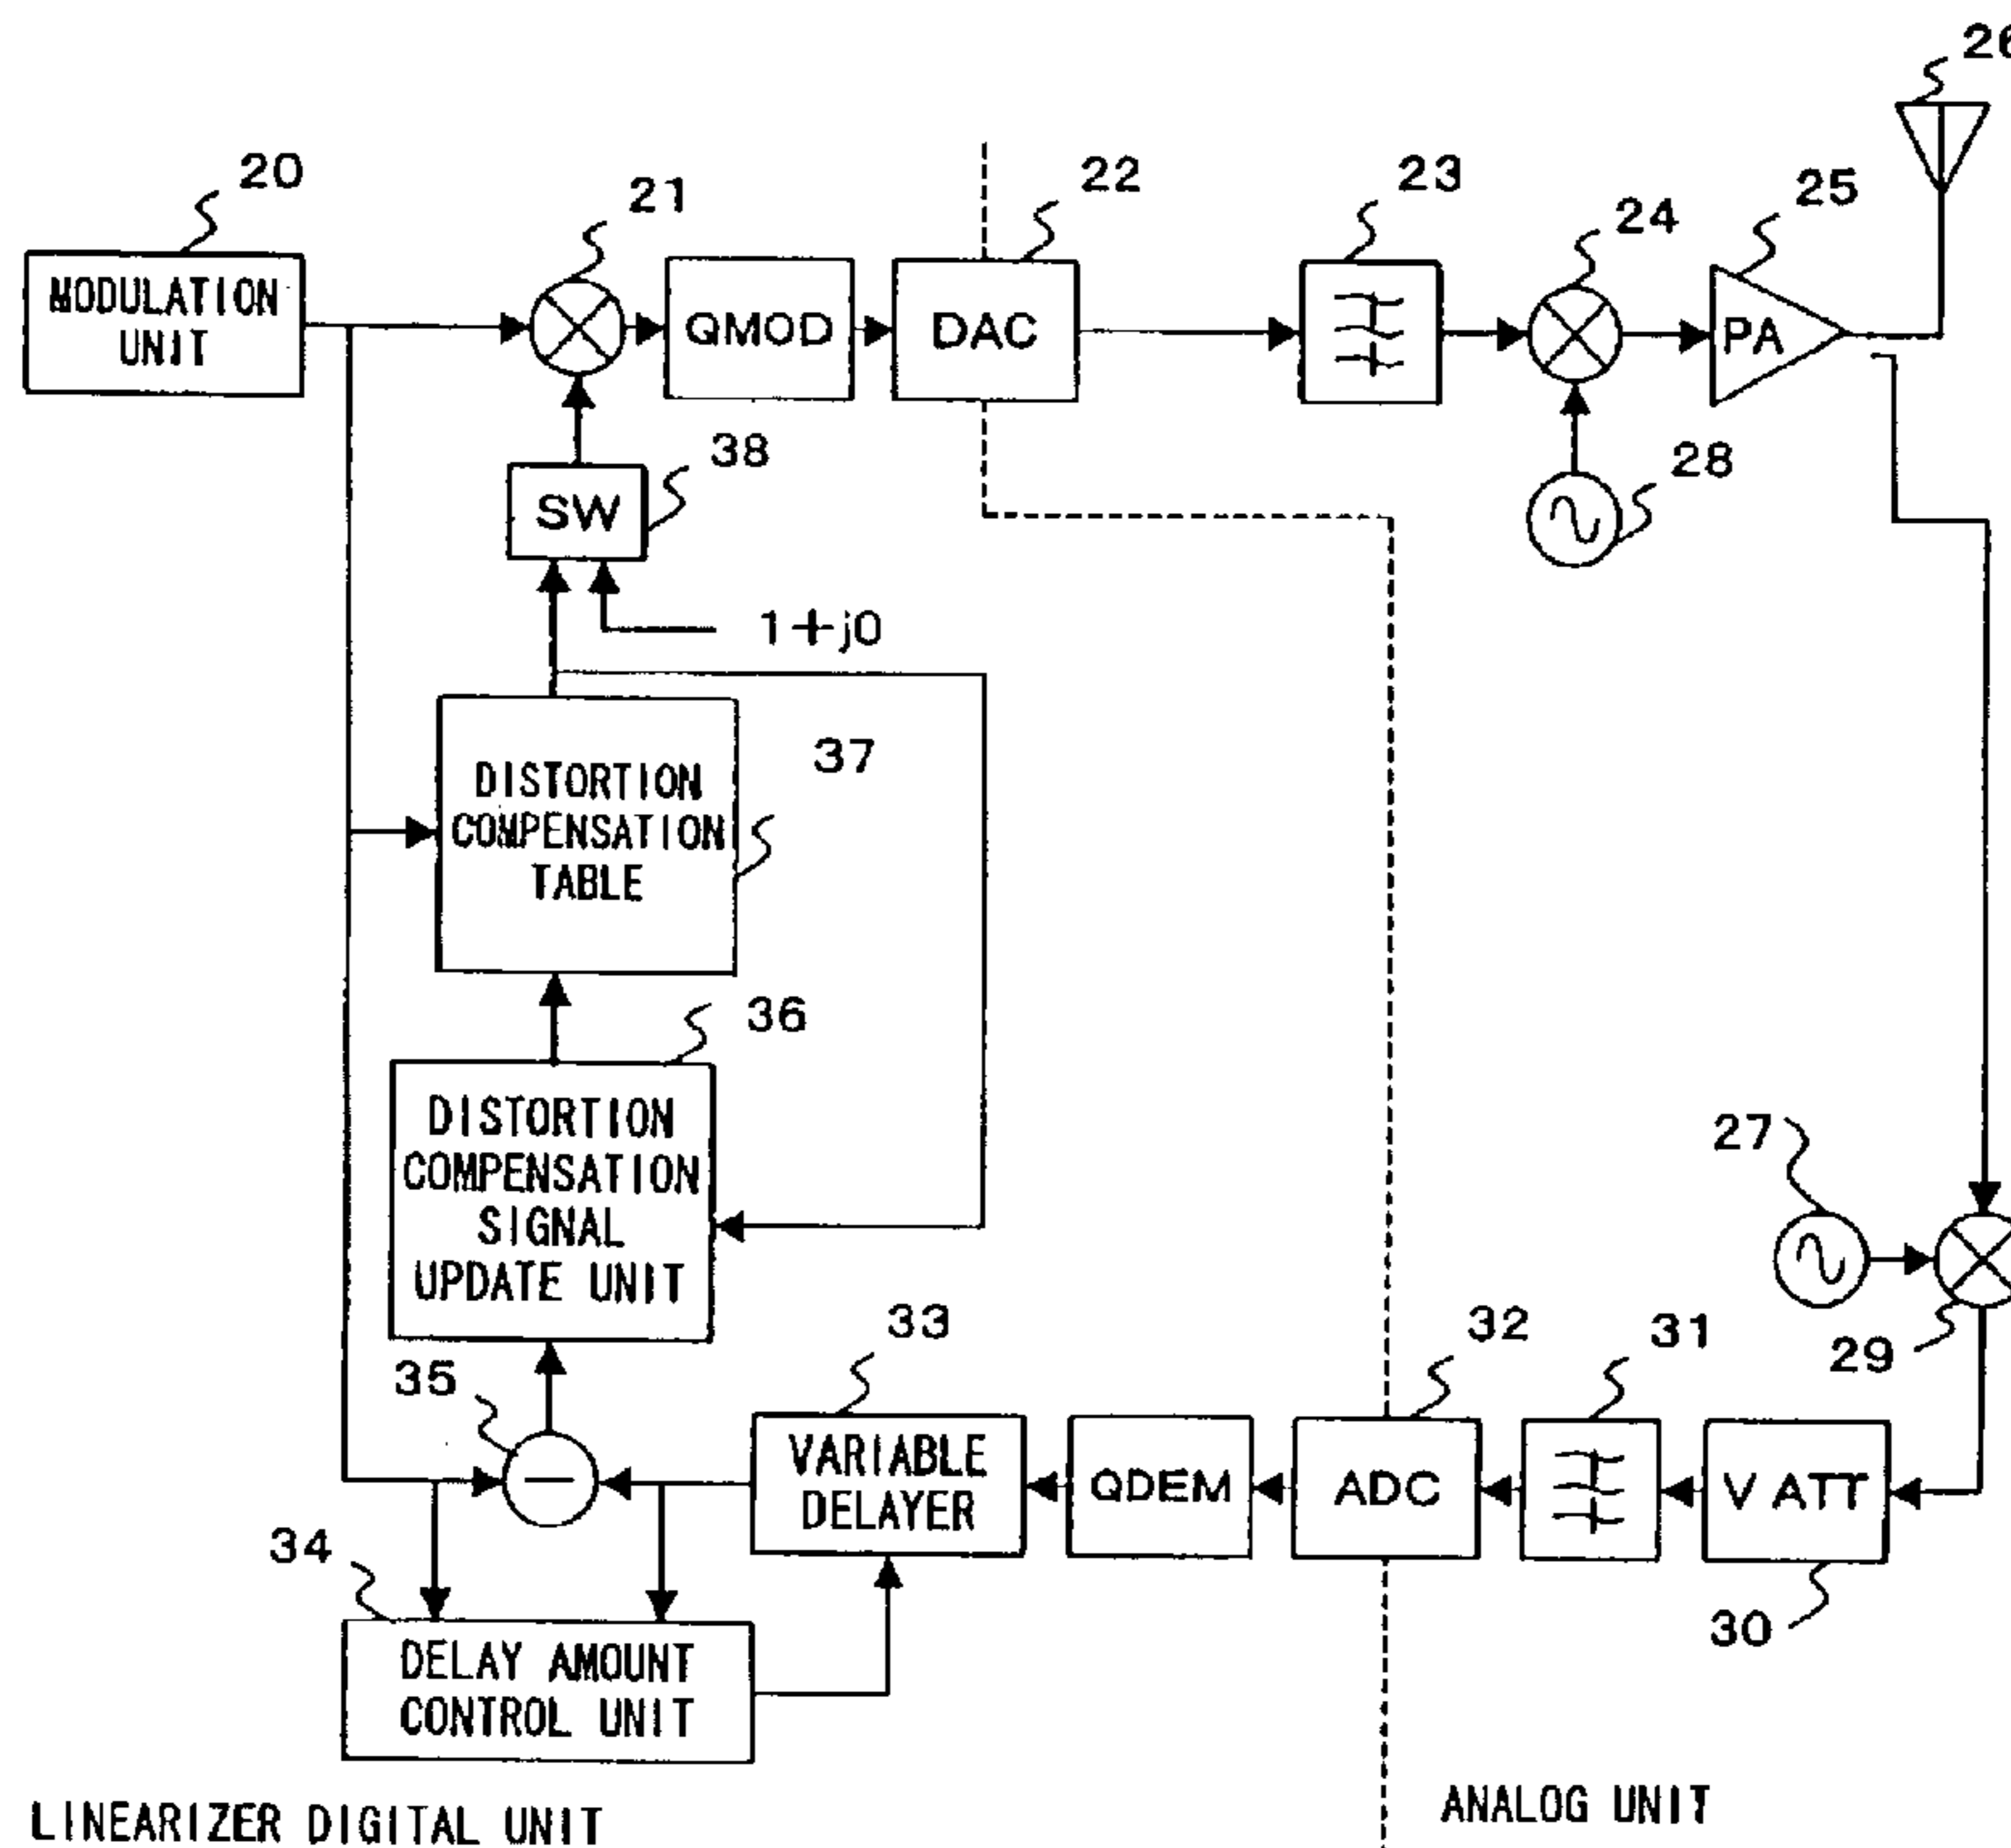 26
20
21
22
23
24
25
MODULATION
UNIT
QMOD
DAC
PA
38
SW
28
1+j0
37
DISTORTION
COMPENSATION
TABLE
36
DISTORTION
COMPENSATION
SIGNAL
UPDATE UNIT
27
29
35
33
32
31
VARIABLE
DELAYER
QDEM
ADC
V ATT
34
30
DELAY AMOUNT
CONTROL UNIT
LINEARIZER DIGITAL UNIT
ANALOG UNIT